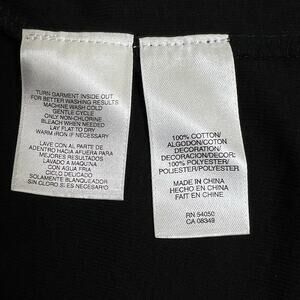 TURN GARMENT INSIDE OUT
FOR BETTER WASHING RESULTS
MACHINE WASH COLD
GENTLE CYCLE
ONLY NON-CHLORINE
BLEACH WHEN NEEDED
LAY FLAT TO DRY
WARM IRON IF NECESSARY
LAVE CON AL PARTE DE
ADENTRO HACIA AFUERA PARA
MEJORES RESULTADOS
LAVADO A MAQUINA
CON AGUA FRIA
CICLO DELICADO
SOLAMENTE BLANQUEADOR
SIN CLORO SI ES NECESARIO
100% COTTON/
ALGODON/COTON
DECORATION/
DECORACION/DECOR:
100% POLYESTER/
POLIESTER/POLYESTER
MADE IN CHINA
HECHO EN CHINA
FAIT EN CHINE
RN 54050
CA 08349